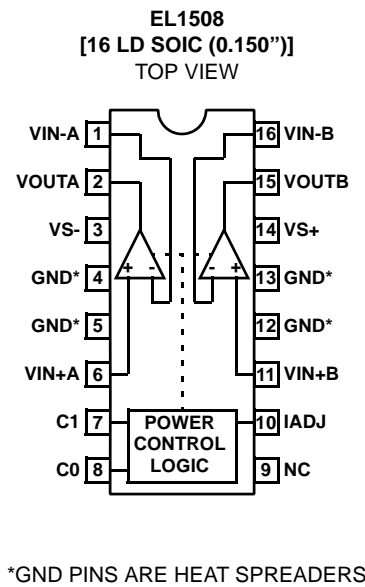 EL1508
[16 LD SOIC (0.150”)]
TOP VIEW
VIN-A 1
16 VIN-B
VOUTA 2
15 VOUTB
VS- 3
14 VS+
+ -
- +
GND* 4
13 GND*
GND* 5
12 GND*
VIN+A 6
11 VIN+B
C1 7
10 IADJ
POWER
CONTROL
LOGIC
C0 8
9 NC
*GND PINS ARE HEAT SPREADERS